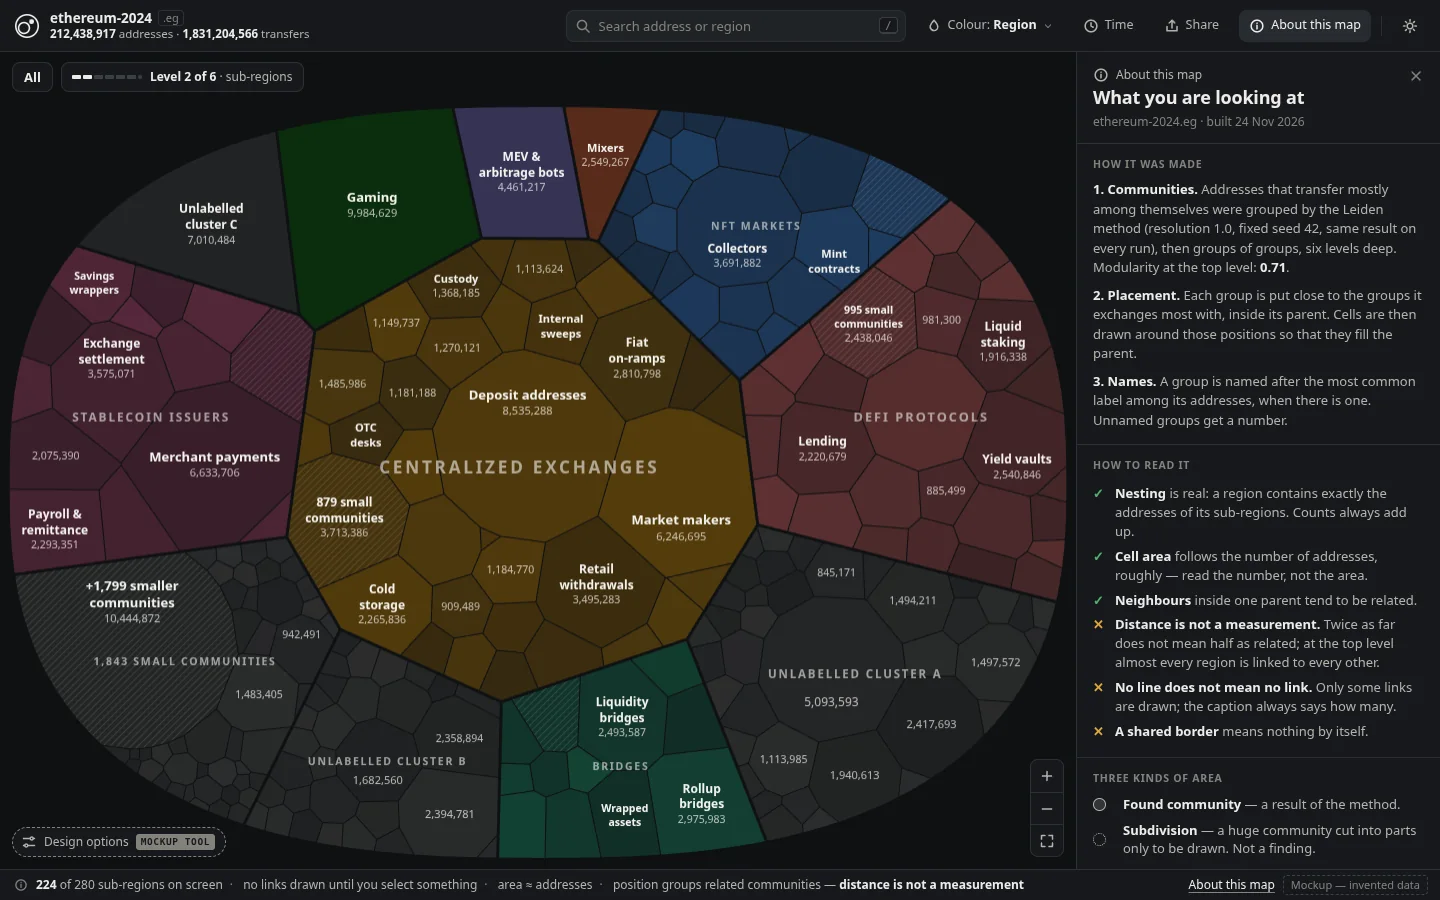 ethereum-2024 .eg
212,438,917 addresses · 1,831,204,566 transfers
Search address or region /
Colour: Region
Time
Share
About this map
All
Level 2 of 6 · sub-regions
Unlabelled
cluster C
7,010,484
Gaming
9,984,629
MEV &
arbitrage bots
4,461,217
Mixers
2,549,267
NFT MARKETS
Collectors
3,691,882
Mint
contracts
Savings
wrappers
Exchange
settlement
3,575,071
STABLECOIN ISSUERS
2,075,390
Merchant payments
6,633,706
Payroll &
remittance
2,293,351
Custody
1,368,185
1,113,624
1,149,737
1,270,121
Internal
sweeps
Fiat
on-ramps
2,810,798
1,485,986
1,181,188
Deposit addresses
8,535,288
OTC
desks
CENTRALIZED EXCHANGES
879 small
communities
3,713,386
Market makers
6,246,695
1,184,770
Retail
withdrawals
3,495,283
Cold
storage
2,265,836
909,489
995 small
communities
2,438,046
981,300
Liquid
staking
1,916,338
DEFI PROTOCOLS
Lending
2,220,679
Yield vaults
2,540,846
885,499
+1,799 smaller
communities
10,444,872
942,491
1,843 SMALL COMMUNITIES
1,483,405
2,358,894
UNLABELLED CLUSTER B
1,682,560
2,394,781
Liquidity
bridges
2,493,587
BRIDGES
Wrapped
assets
Rollup
bridges
2,975,983
845,171
1,494,211
1,497,572
UNLABELLED CLUSTER A
5,093,593
2,417,693
1,113,985
1,940,613
Design options MOCKUP TOOL
About this map
What you are looking at
ethereum-2024.eg · built 24 Nov 2026
HOW IT WAS MADE
1. Communities. Addresses that transfer mostly
among themselves were grouped by the Leiden
method (resolution 1.0, fixed seed 42, same result on
every run), then groups of groups, six levels deep.
Modularity at the top level: 0.71.
2. Placement. Each group is put close to the groups it
exchanges most with, inside its parent. Cells are then
drawn around those positions so that they fill the
parent.
3. Names. A group is named after the most common
label among its addresses, when there is one.
Unnamed groups get a number.
HOW TO READ IT
✓ Nesting is real: a region contains exactly the
addresses of its sub-regions. Counts always add
up.
✓ Cell area follows the number of addresses,
roughly — read the number, not the area.
✓ Neighbours inside one parent tend to be related.
✕ Distance is not a measurement. Twice as far
does not mean half as related; at the top level
almost every region is linked to every other.
✕ No line does not mean no link. Only some links
are drawn; the caption always says how many.
✕ A shared border means nothing by itself.
THREE KINDS OF AREA
Found community — a result of the method.
Subdivision — a huge community cut into parts
only to be drawn. Not a finding.
224 of 280 sub-regions on screen · no links drawn until you select something · area ≈ addresses · position groups related communities — distance is not a measurement
About this map
Mockup — invented data